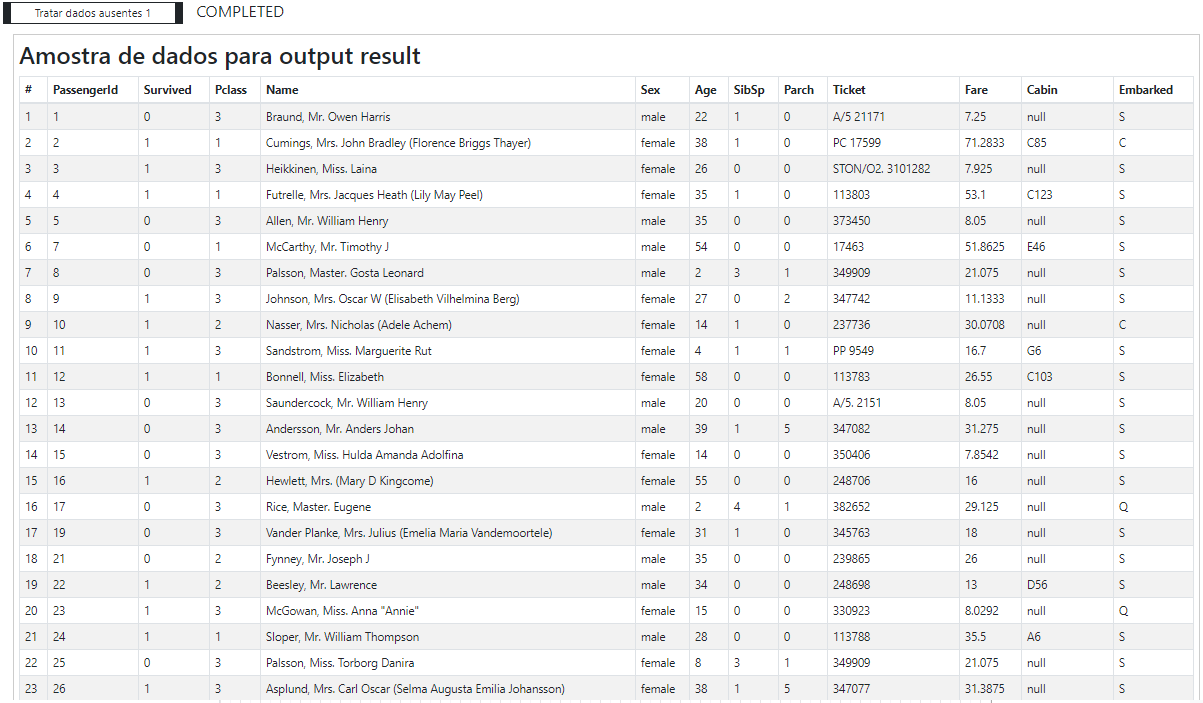 Tratar dados ausentes 1 COMPLETED
Amostra de dados para output result
# PassengerId Survived Pclass Name Sex Age SibSp Parch Ticket Fare Cabin Embarked
1 1 0 3 Braund, Mr. Owen Harris male 22 1 0 A/5 21171 7.25 null S
2 2 1 1 Cumings, Mrs. John Bradley (Florence Briggs Thayer) female 38 1 0 PC 17599 71.2833 C85 C
3 3 1 3 Heikkinen, Miss. Laina female 26 0 0 STON/O2. 3101282 7.925 null S
4 4 1 1 Futrelle, Mrs. Jacques Heath (Lily May Peel) female 35 1 0 113803 53.1 C123 S
5 5 0 3 Allen, Mr. William Henry male 35 0 0 373450 8.05 null S
6 7 0 1 McCarthy, Mr. Timothy J male 54 0 0 17463 51.8625 E46 S
7 8 0 3 Palsson, Master. Gosta Leonard male 2 3 1 349909 21.075 null S
8 9 1 3 Johnson, Mrs. Oscar W (Elisabeth Vilhelmina Berg) female 27 0 2 347742 11.1333 null S
9 10 1 2 Nasser, Mrs. Nicholas (Adele Achem) female 14 1 0 237736 30.0708 null C
10 11 1 3 Sandstrom, Miss. Marguerite Rut female 4 1 1 PP 9549 16.7 G6 S
11 12 1 1 Bonnell, Miss. Elizabeth female 58 0 0 113783 26.55 C103 S
12 13 0 3 Saundercock, Mr. William Henry male 20 0 0 A/5. 2151 8.05 null S
13 14 0 3 Andersson, Mr. Anders Johan male 39 1 5 347082 31.275 null S
14 15 0 3 Vestrom, Miss. Hulda Amanda Adolfina female 14 0 0 350406 7.8542 null S
15 16 1 2 Hewlett, Mrs. (Mary D Kingcome) female 55 0 0 248706 16 null S
16 17 0 3 Rice, Master. Eugene male 2 4 1 382652 29.125 null Q
17 19 0 3 Vander Planke, Mrs. Julius (Emelia Maria Vandemoortele) female 31 1 0 345763 18 null S
18 21 0 2 Fynney, Mr. Joseph J male 35 0 0 239865 26 null S
19 22 1 2 Beesley, Mr. Lawrence male 34 0 0 248698 13 D56 S
20 23 1 3 McGowan, Miss. Anna "Annie" female 15 0 0 330923 8.0292 null Q
21 24 1 1 Sloper, Mr. William Thompson male 28 0 0 113788 35.5 A6 S
22 25 0 3 Palsson, Miss. Torborg Danira female 8 3 1 349909 21.075 null S
23 26 1 3 Asplund, Mrs. Carl Oscar (Selma Augusta Emilia Johansson) female 38 1 5 347077 31.3875 null S